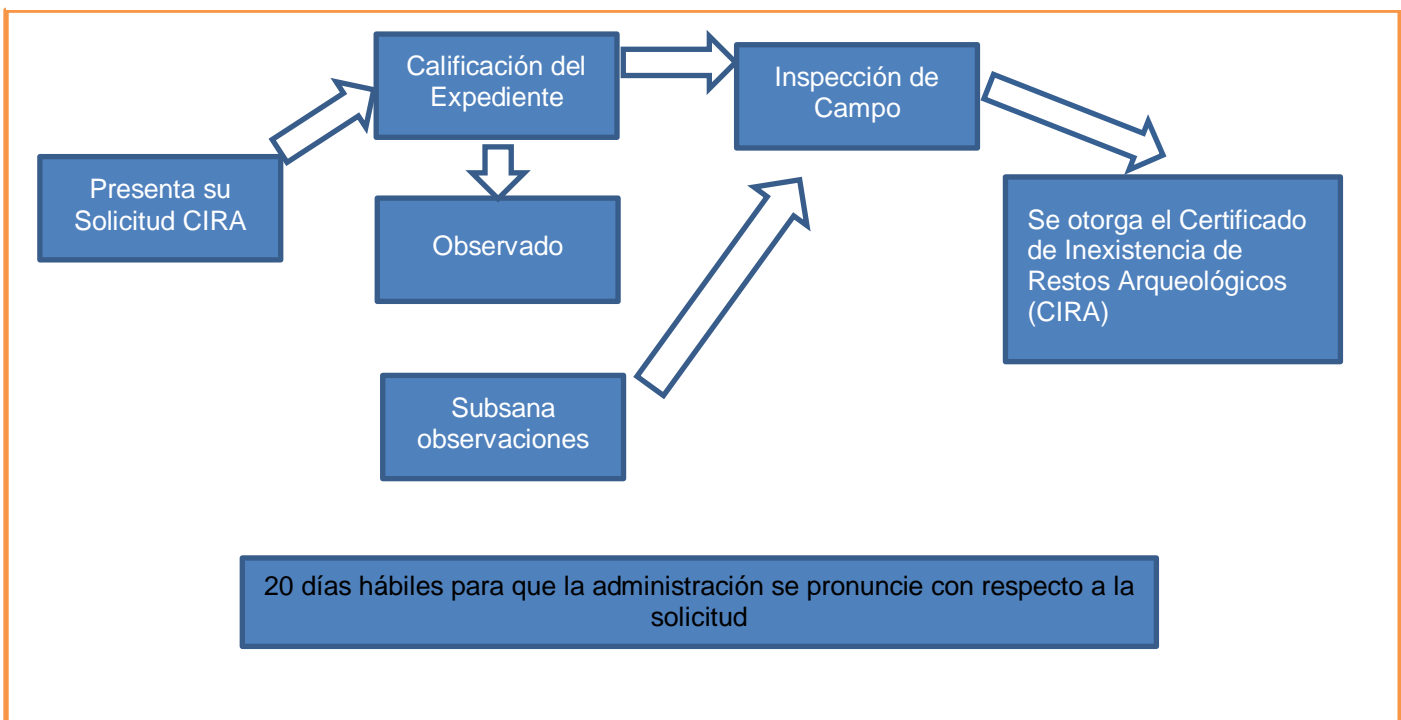 Presenta su
Solicitud CIRA
Calificación del
Expediente
Observado
Subsana
observaciones
Inspección de
Campo
Se otorga el Certificado
de Inexistencia de
Restos Arqueológicos
(CIRA)
20 días hábiles para que la administración se pronuncie con respecto a la
solicitud